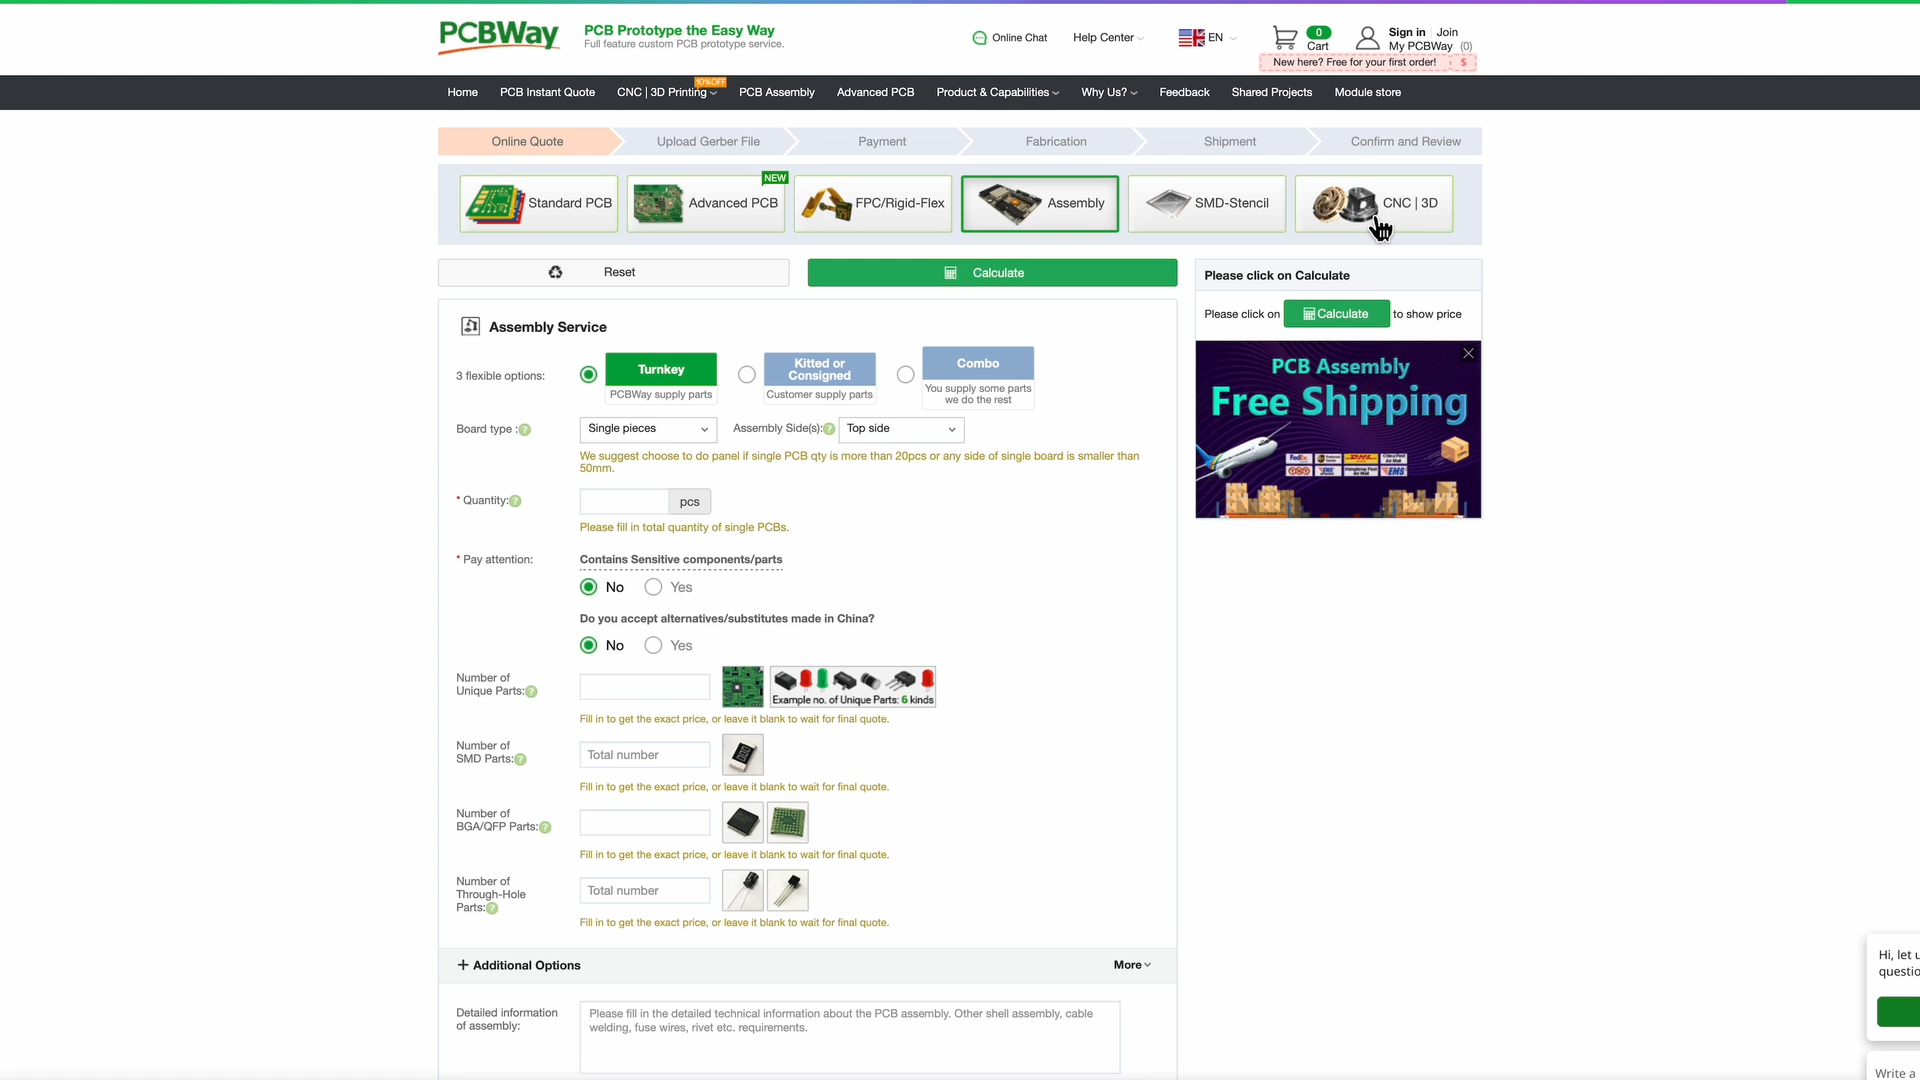 PCBWay
PCB Prototype the Easy Way
Full feature custom PCB prototype service.
Online Chat
Help Center
EN
0
Cart
Sign in
Join
My PCBWay (0)
New here? Free for your first order!
$
Home
PCB Instant Quote
10%OFF
CNC | 3D Printing
PCB Assembly
Advanced PCB
Product & Capabilities
Why Us?
Feedback
Shared Projects
Module store
Online Quote
Upload Gerber File
Payment
Fabrication
Shipment
Confirm and Review
Standard PCB
NEW
Advanced PCB
FPC/Rigid-Flex
Assembly
SMD-Stencil
CNC | 3D
Reset
Calculate
Please click on Calculate
Please click on
Calculate
to show price
PCB Assembly
Free Shipping
FedEx
DHL
EMS
Assembly Service
3 flexible options:
Turnkey
PCBWay supply parts
Kitted or
Consigned
Customer supply parts
Combo
You supply some parts
we do the rest
Board type :?
Single pieces
Assembly Side(s):?
Top side
We suggest choose to do panel if single PCB qty is more than 20pcs or any side of single board is smaller than
50mm.
* Quantity:?
pcs
Please fill in total quantity of single PCBs.
* Pay attention:
Contains Sensitive components/parts
No
Yes
Do you accept alternatives/substitutes made in China?
No
Yes
Number of
Unique Parts:?
Example no. of Unique Parts: 6 kinds
Fill in to get the exact price, or leave it blank to wait for final quote.
Number of
SMD Parts:?
Total number
Fill in to get the exact price, or leave it blank to wait for final quote.
Number of
BGA/QFP Parts:?
Fill in to get the exact price, or leave it blank to wait for final quote.
Number of
Through-Hole
Parts:?
Total number
Fill in to get the exact price, or leave it blank to wait for final quote.
+ Additional Options
More
Detailed information
of assembly:
Please fill in the detailed technical information about the PCB assembly. Other shell assembly, cable
welding, fuse wires, rivet etc. requirements.
Hi, let u
questio
Write a